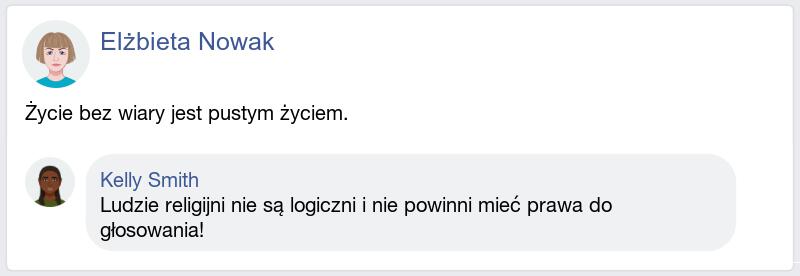 Elżbieta Nowak
Życie bez wiary jest pustym życiem.
Kelly Smith
Ludzie religijni nie są logiczni i nie powinni mieć prawa do
głosowania!